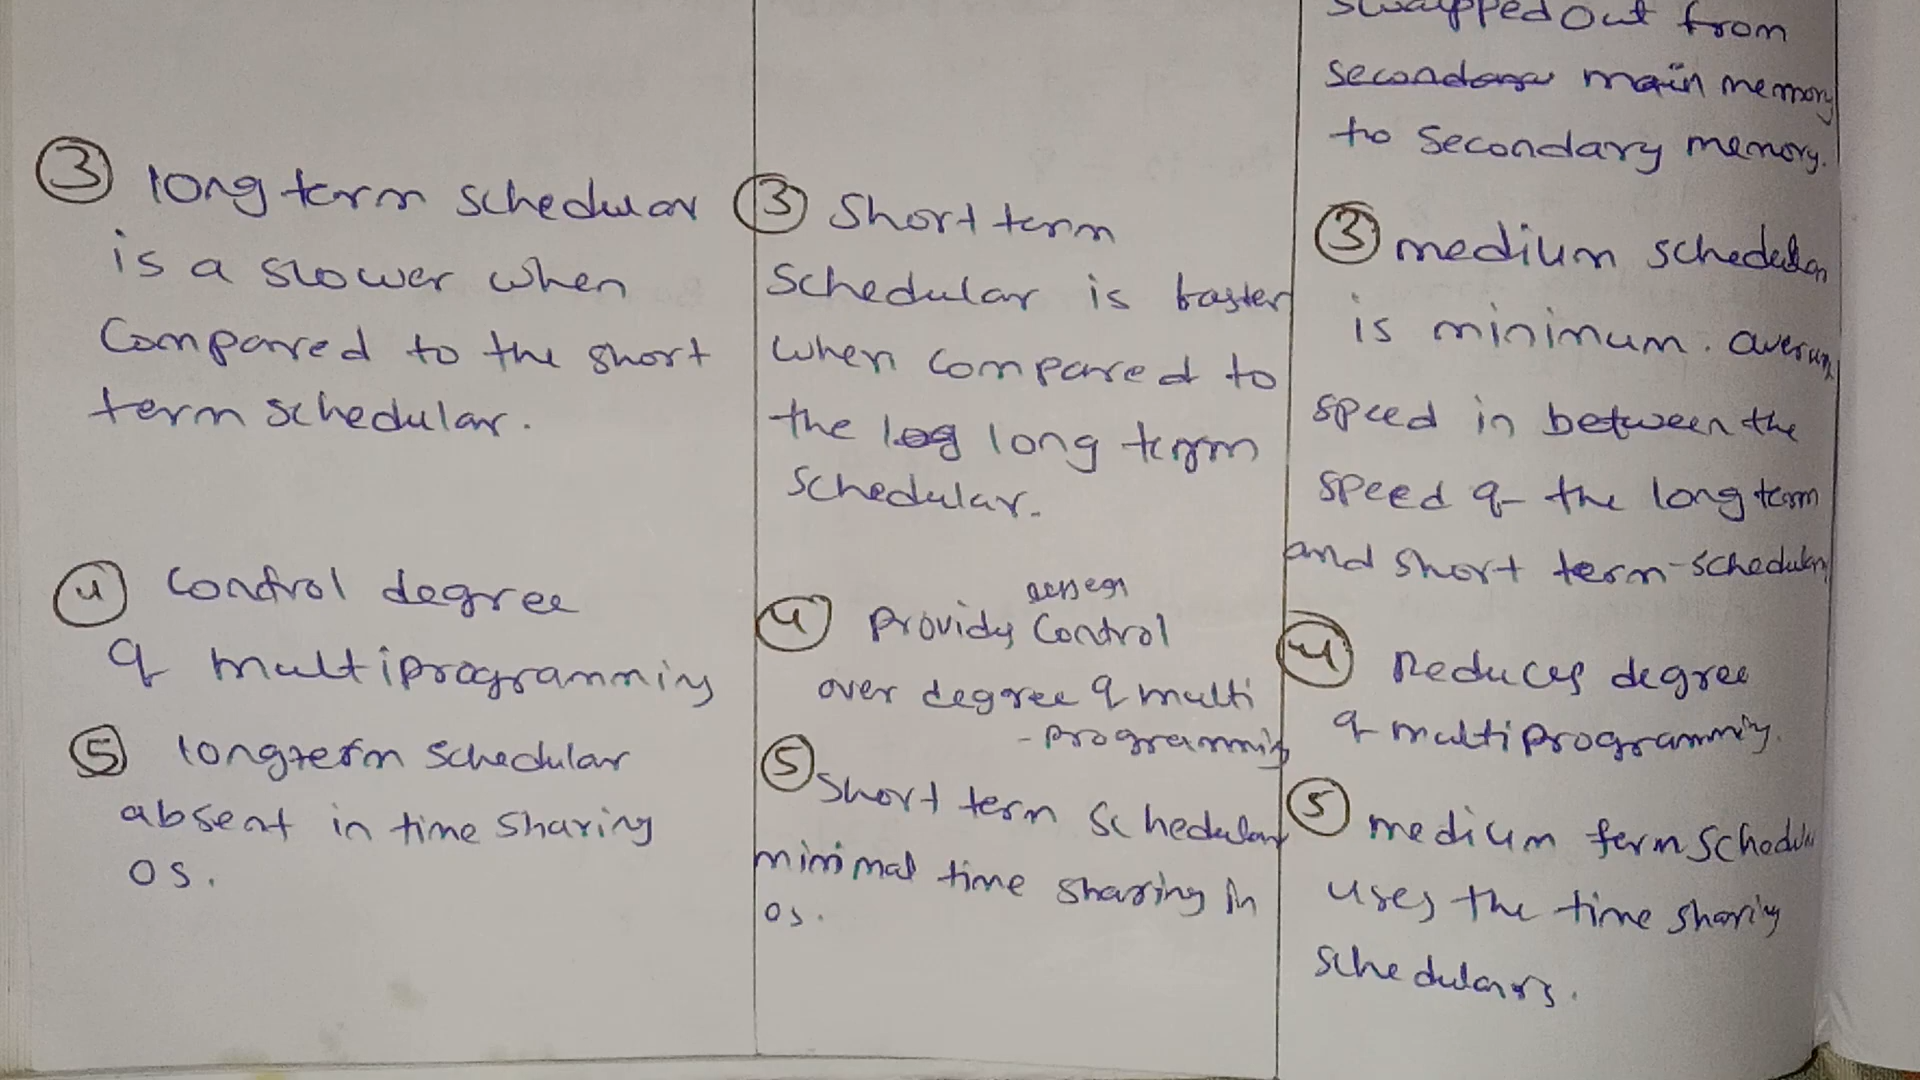 ③ long term schedular
is a slower when
Compared to the short
term schedular.
④ Control degree
of multiprogramming
⑤ longterm schedular
absent in time sharing
OS.
③ Short term
Schedular is faster
when compared to
the log long term
schedular.
④ Provides Control
over degree of multi
-programming
⑤ Short term Schedular
minimal time sharing in
OS.
swapped out from
secondary main memory
to secondary memory.
③ medium schedular
is minimum. average
speed in between the
speed of the long term
and short term-schedular
④ Reduces degree
of multiprogramming.
⑤ medium term schedular
uses the time sharing
schedulars.